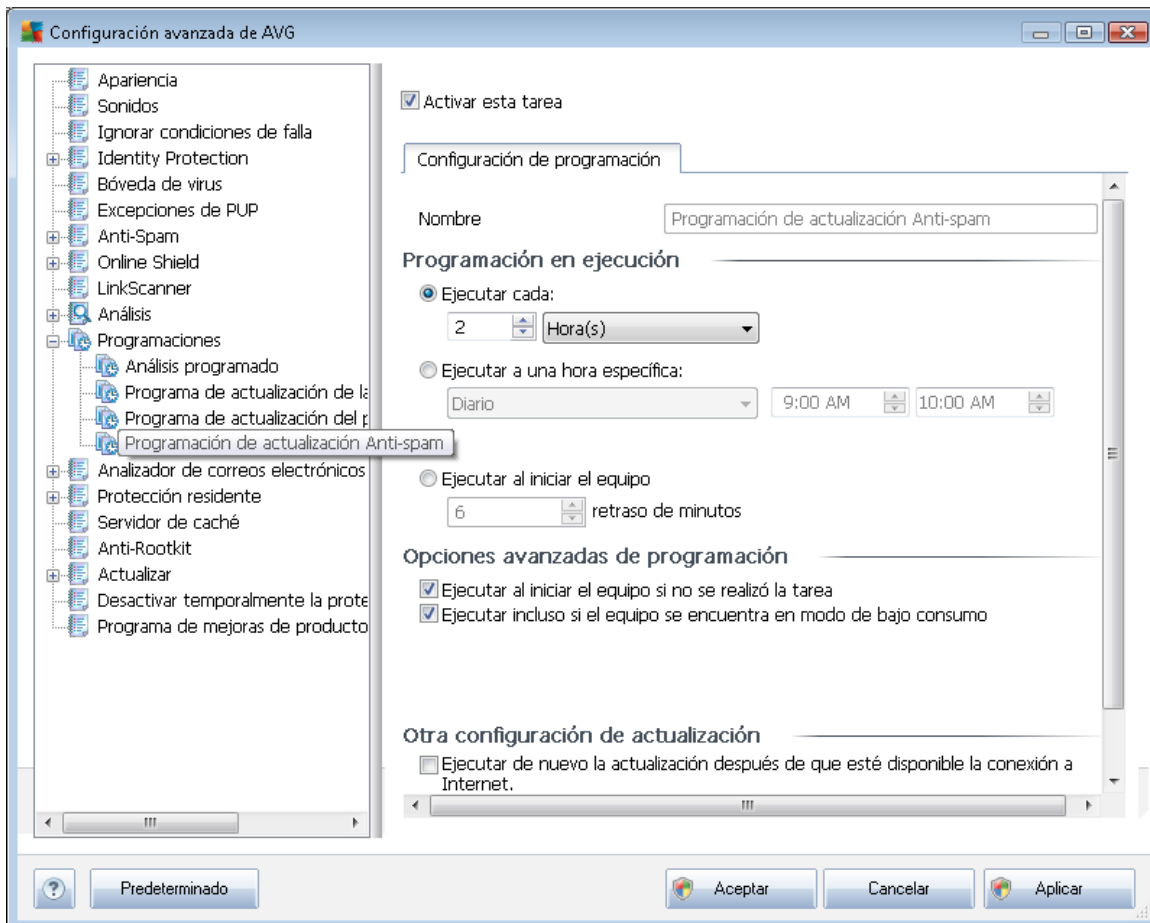 Configuración avanzada de AVG
Apariencia
Sonidos
Ignorar condiciones de falla
Identity Protection
Bóveda de virus
Excepciones de PUP
Anti-Spam
Online Shield
LinkScanner
Análisis
Programaciones
Análisis programado
Programa de actualización de la
Programa de actualización del p
Programación de actualización Anti-spam
Analizador de correos electrónicos
Protección residente
Servidor de caché
Anti-Rootkit
Actualizar
Desactivar temporalmente la prote
Programa de mejoras de producto
Activar esta tarea
Configuración de programación
Nombre
Programación de actualización Anti-spam
Programación en ejecución
Ejecutar cada:
2 Hora(s)
Ejecutar a una hora específica:
Diario 9:00 AM 10:00 AM
Ejecutar al iniciar el equipo
6 retraso de minutos
Opciones avanzadas de programación
Ejecutar al iniciar el equipo si no se realizó la tarea
Ejecutar incluso si el equipo se encuentra en modo de bajo consumo
Otra configuración de actualización
Ejecutar de nuevo la actualización después de que esté disponible la conexión a
Internet.
? Predeterminado Aceptar Cancelar Aplicar